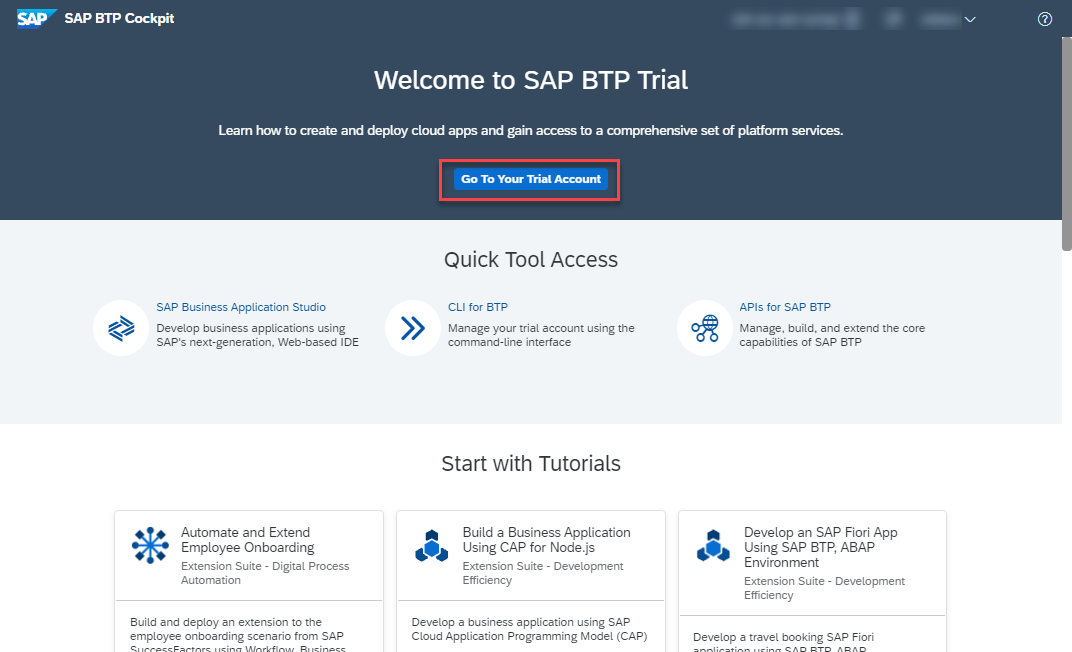 SAP SAP BTP Cockpit
Welcome to SAP BTP Trial
Learn how to create and deploy cloud apps and gain access to a comprehensive set of platform services.
Go To Your Trial Account
Quick Tool Access
SAP Business Application Studio
Develop business applications using
SAP's next-generation, Web-based IDE
CLI for BTP
Manage your trial account using the
command-line interface
APIs for SAP BTP
Manage, build, and extend the core
capabilities of SAP BTP
Start with Tutorials
Automate and Extend
Employee Onboarding
Extension Suite - Digital Process
Automation
Build and deploy an extension to the
employee onboarding scenario from SAP
SuccessFactors using Workflow, Business
Build a Business Application
Using CAP for Node.js
Extension Suite - Development
Efficiency
Develop a business application using SAP
Cloud Application Programming Model (CAP)
Develop an SAP Fiori App
Using SAP BTP, ABAP
Environment
Extension Suite - Development
Efficiency
Develop a travel booking SAP Fiori
application using SAP BTP, ABAP